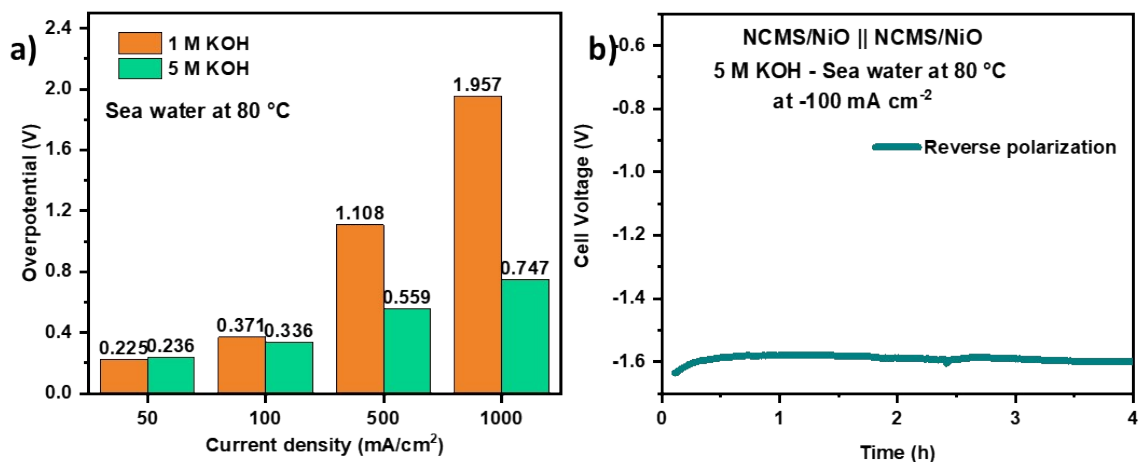 a)
2.4
2.0
1.6
1.2
0.8
0.4
0.0
Overpotential (V)
1 M KOH
5 M KOH
Sea water at 80 °C
0.225
0.236
0.371
0.336
1.108
0.559
1.957
0.747
50
100
500
1000
Current density (mA/cm²)
b)
-0.6
-0.8
-1.0
-1.2
-1.4
-1.6
Cell Voltage (V)
NCMS/NiO || NCMS/NiO
5 M KOH - Sea water at 80 °C
at -100 mA cm⁻²
Reverse polarization
0
1
2
3
4
Time (h)